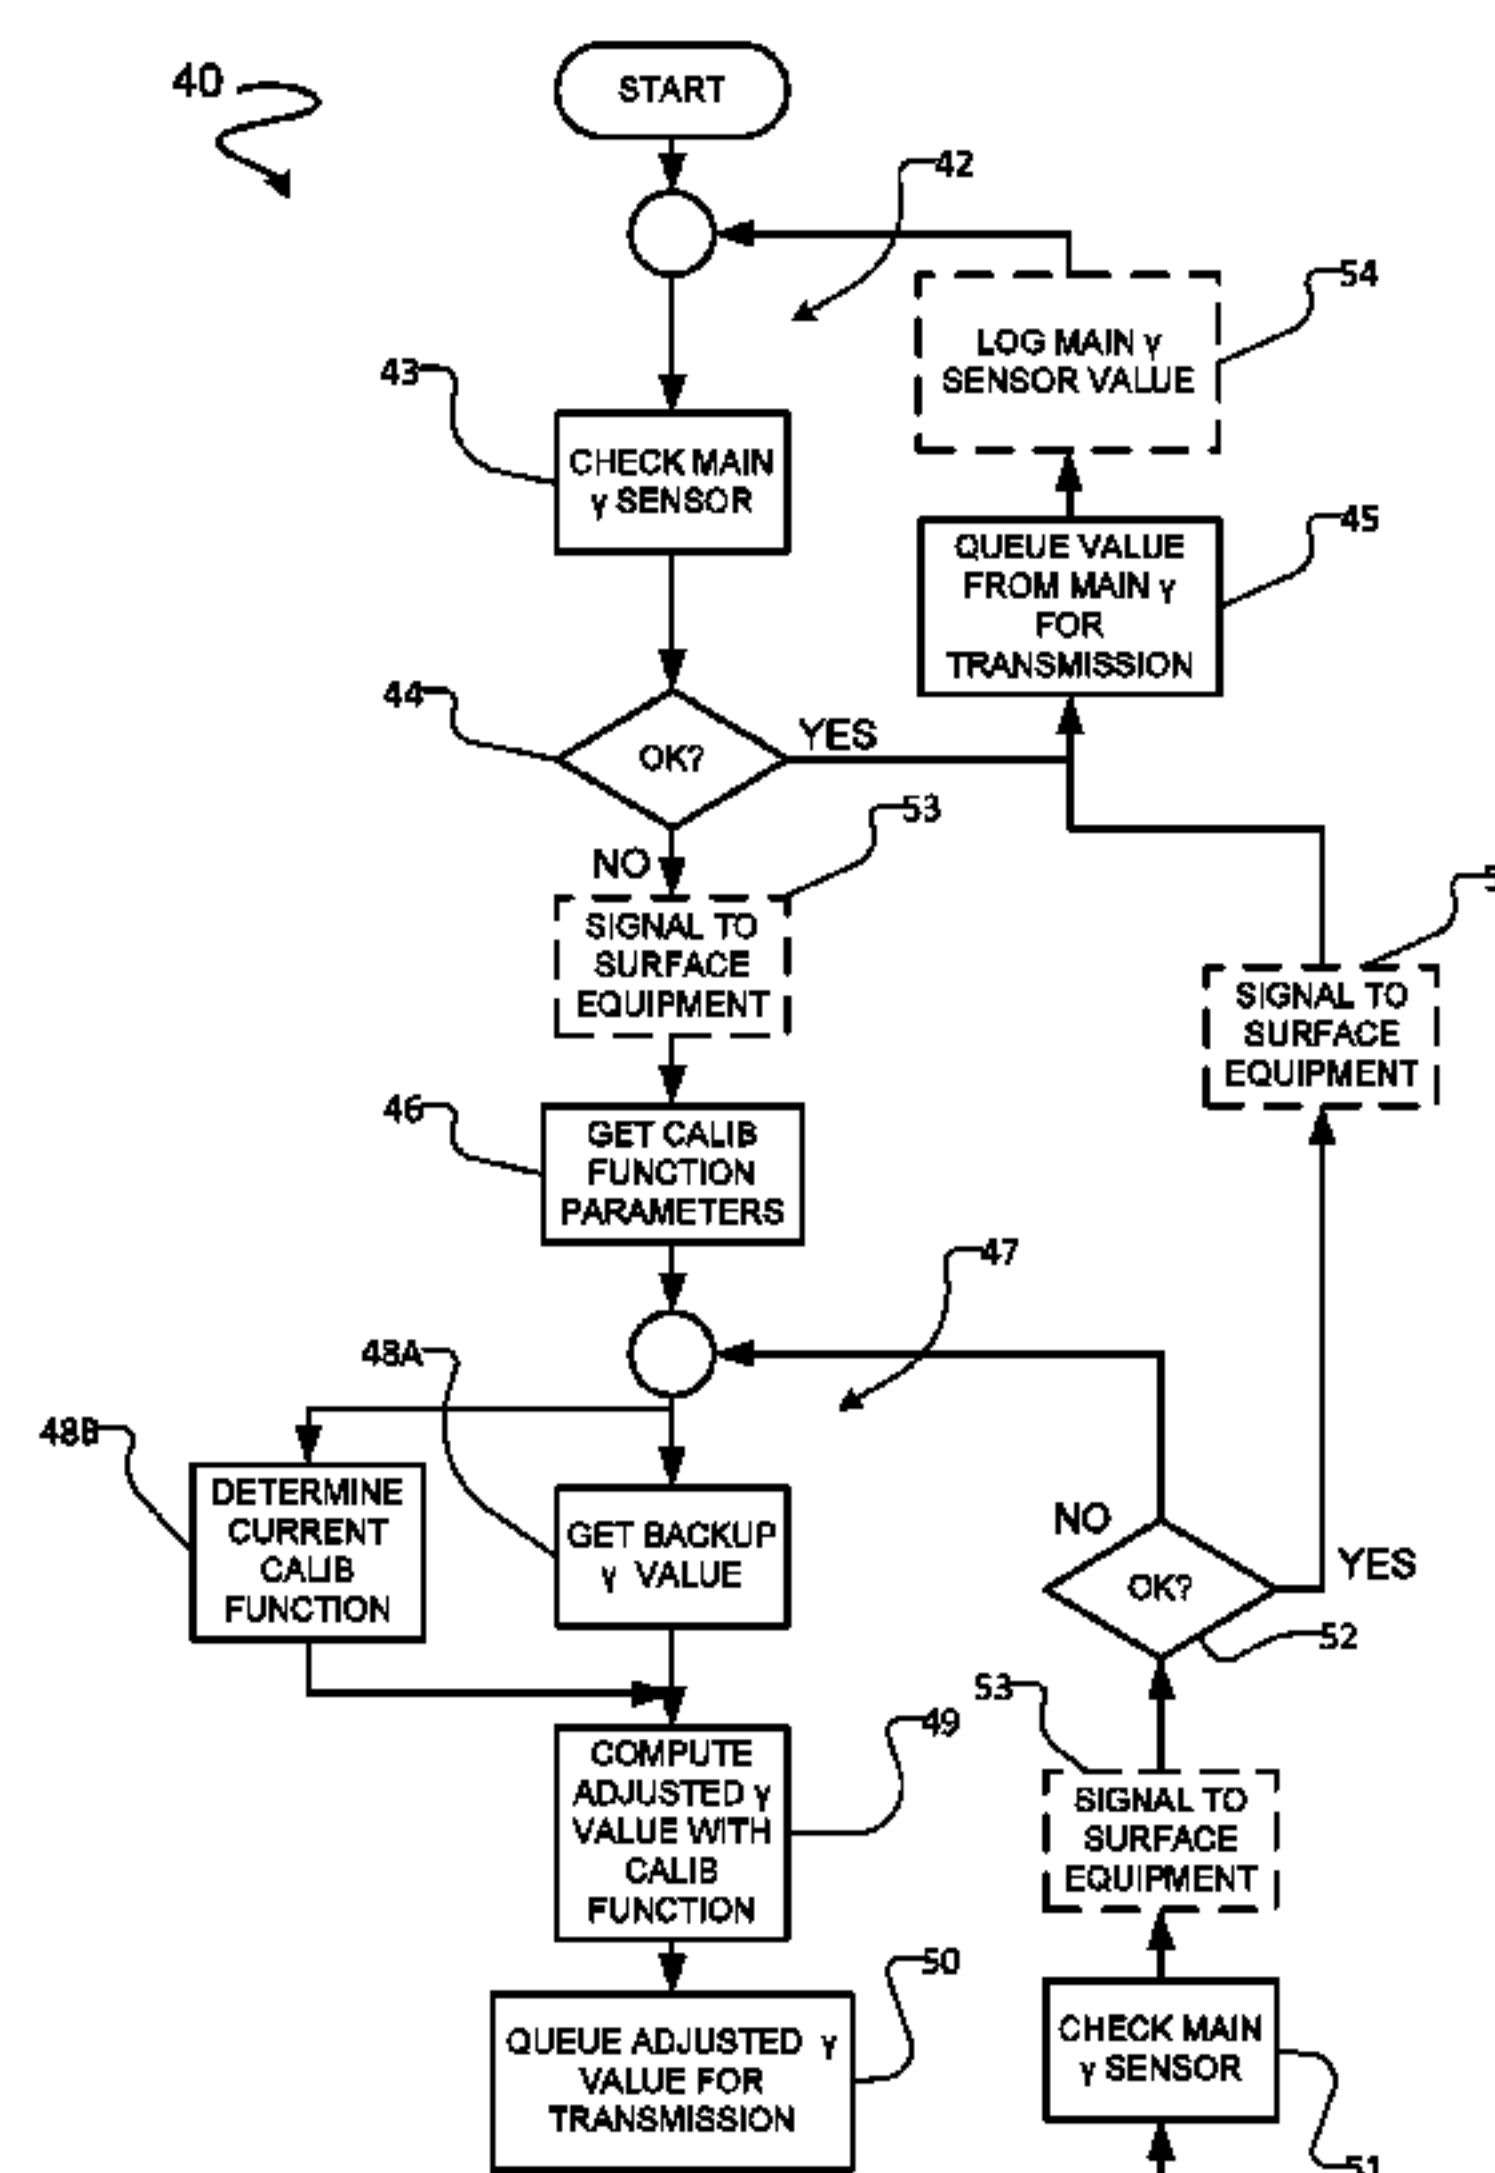 40
START
42
54
LOG MAIN γ
SENSOR VALUE
43
CHECK MAIN
γ SENSOR
45
QUEUE VALUE
FROM MAIN γ
FOR
TRANSMISSION
44
OK?
YES
53
NO
SIGNAL TO
SURFACE
EQUIPMENT
SIGNAL TO
SURFACE
EQUIPMENT
46
GET CALIB
FUNCTION
PARAMETERS
47
48A
48B
DETERMINE
CURRENT
CALIB
FUNCTION
GET BACKUP
γ VALUE
NO
OK?
YES
52
53
49
COMPUTE
ADJUSTED γ
VALUE WITH
CALIB
FUNCTION
SIGNAL TO
SURFACE
EQUIPMENT
50
QUEUE ADJUSTED γ
VALUE FOR
TRANSMISSION
CHECK MAIN
γ SENSOR
51